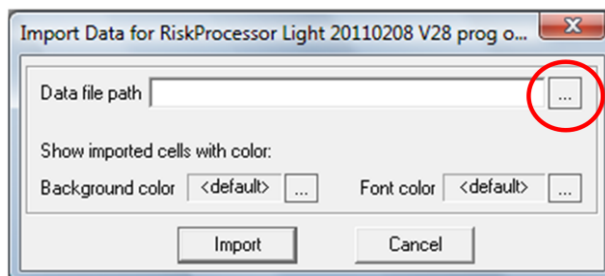 Import Data for RiskProcessor Light 20110208 V28 prog o...
Data file path ...
Show imported cells with color:
Background color <default> ... Font color <default> ...
Import Cancel